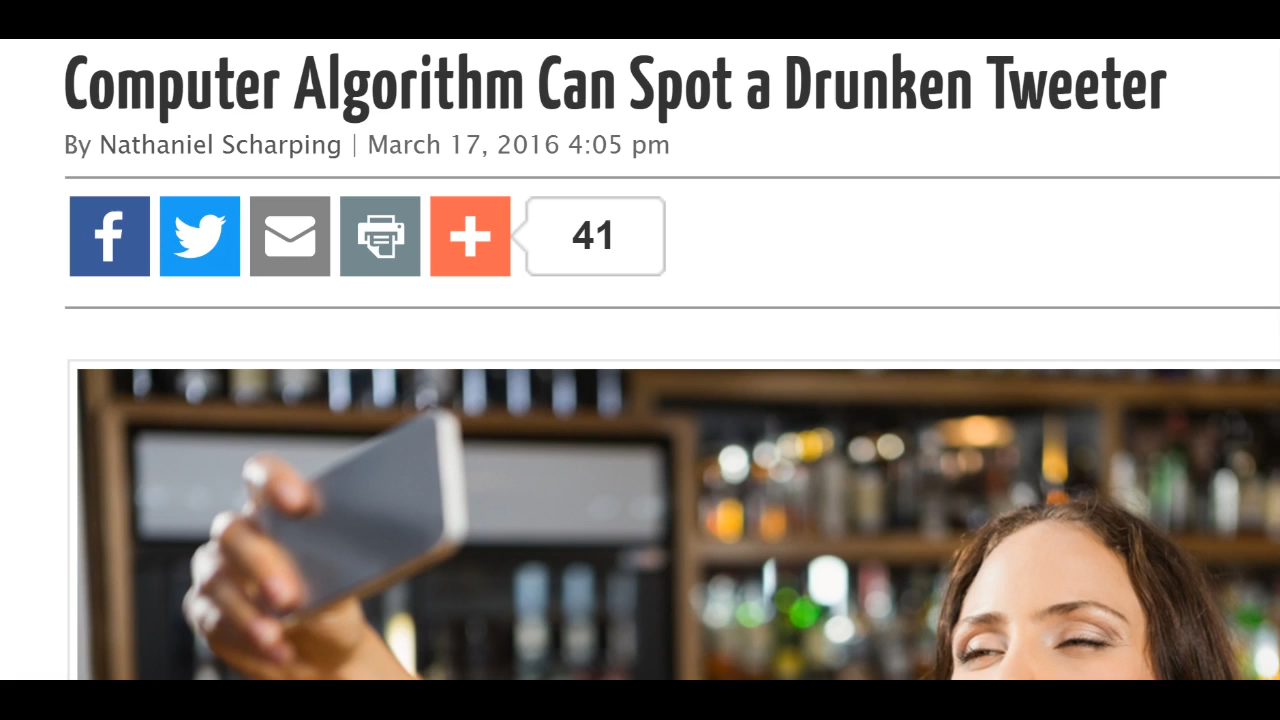 Computer Algorithm Can Spot a Drunken Tweeter
By Nathaniel Scharping | March 17, 2016 4:05 pm
41